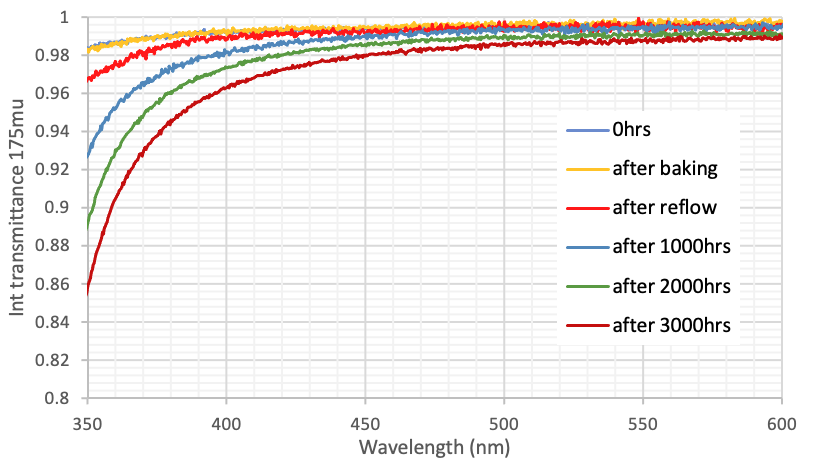 1
0.98
0.96
0.94
0.92
0.9
0.88
0.86
0.84
0.82
0.8
Int transmittance 175mu
0hrs
after baking
after reflow
after 1000hrs
after 2000hrs
after 3000hrs
350 400 450 500 550 600
Wavelength (nm)